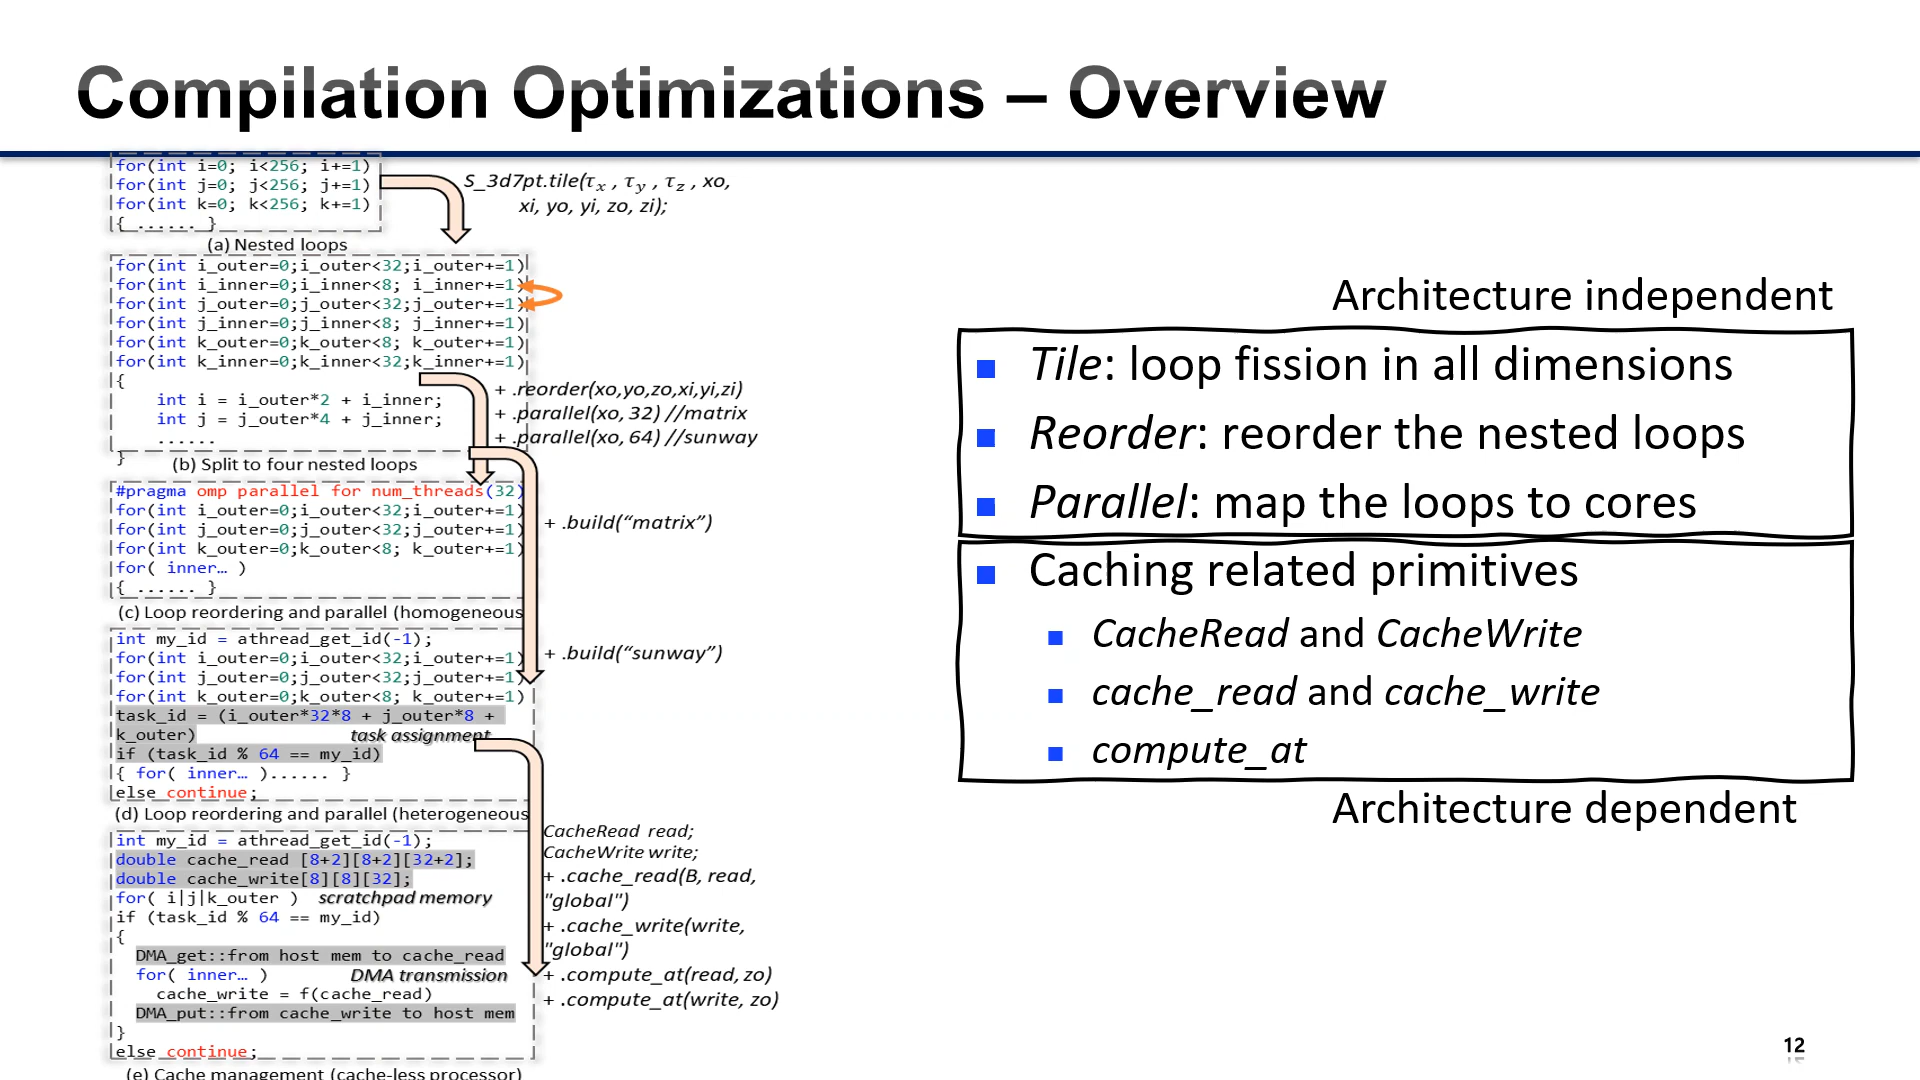 Compilation Optimizations – Overview
for(int i=0; i<256; i+=1)
for(int j=0; j<256; j+=1)
for(int k=0; k<256; k+=1)
{ ...... }
(a) Nested loops
S_3d7pt.tile(τx , τy , τz , xo,
xi, yo, yi, zo, zi);
for(int i_outer=0;i_outer<32;i_outer+=1)
for(int i_inner=0;i_inner<8; i_inner+=1)
for(int j_outer=0;j_outer<32;j_outer+=1)
for(int j_inner=0;j_inner<8; j_inner+=1)
for(int k_outer=0;k_outer<8; k_outer+=1)
for(int k_inner=0;k_inner<32;k_inner+=1)
{
int i = i_outer*2 + i_inner;
int j = j_outer*4 + j_inner;
......
}
(b) Split to four nested loops
+ .reorder(xo,yo,zo,xi,yi,zi)
+ .parallel(xo, 32) //matrix
+ .parallel(xo, 64) //sunway
#pragma omp parallel for num_threads(32)
for(int i_outer=0;i_outer<32;i_outer+=1)
for(int j_outer=0;j_outer<32;j_outer+=1)
for(int k_outer=0;k_outer<8; k_outer+=1)
for( inner… )
{ ...... }
(c) Loop reordering and parallel (homogeneous
+ .build(“matrix”)
int my_id = athread_get_id(-1);
for(int i_outer=0;i_outer<32;i_outer+=1)
for(int j_outer=0;j_outer<32;j_outer+=1)
for(int k_outer=0;k_outer<8; k_outer+=1)
task_id = (i_outer*32*8 + j_outer*8 +
k_outer) task assignment
if (task_id % 64 == my_id)
{ for( inner… )...... }
else continue;
(d) Loop reordering and parallel (heterogeneous
+ .build(“sunway”)
int my_id = athread_get_id(-1);
double cache_read [8+2][8+2][32+2];
double cache_write[8][8][32];
for( i|j|k_outer ) scratchpad memory
if (task_id % 64 == my_id)
{
DMA_get::from host mem to cache_read
for( inner… ) DMA transmission
cache_write = f(cache_read)
DMA_put::from cache_write to host mem
}
else continue;
(e) Cache management (cache-less processor)
CacheRead read;
CacheWrite write;
+ .cache_read(B, read,
"global")
+ .cache_write(write,
"global")
+ .compute_at(read, zo)
+ .compute_at(write, zo)
Architecture independent
■ Tile: loop fission in all dimensions
■ Reorder: reorder the nested loops
■ Parallel: map the loops to cores
■ Caching related primitives
■ CacheRead and CacheWrite
■ cache_read and cache_write
■ compute_at
Architecture dependent
12